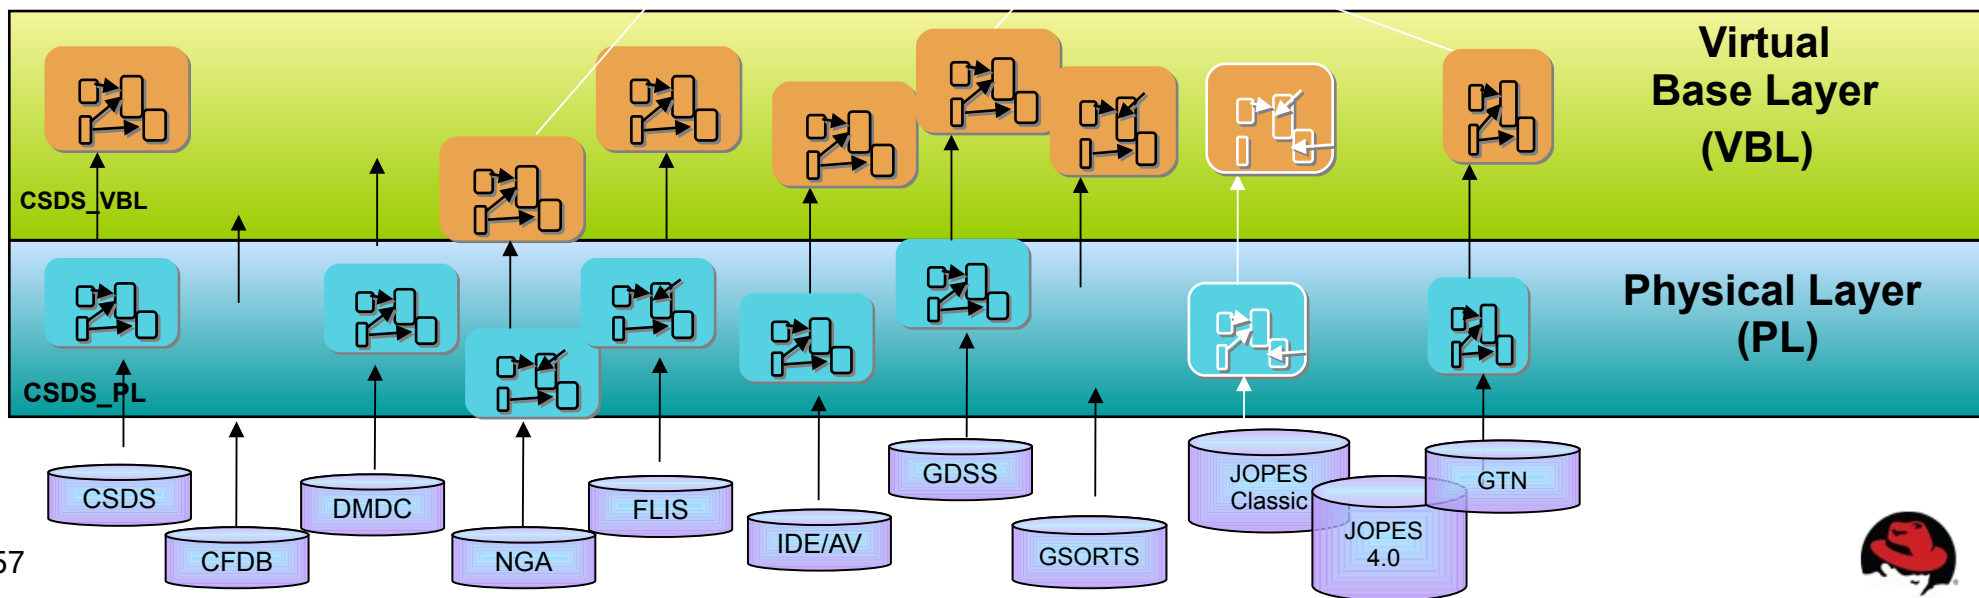 Virtual
Base Layer
(VBL)
CSDS_VBL
Physical Layer
(PL)
CSDS_PL
CSDS
CFDB
DMDC
NGA
FLIS
IDE/AV
GDSS
GSORTS
JOPES
Classic
JOPES
4.0
GTN
57